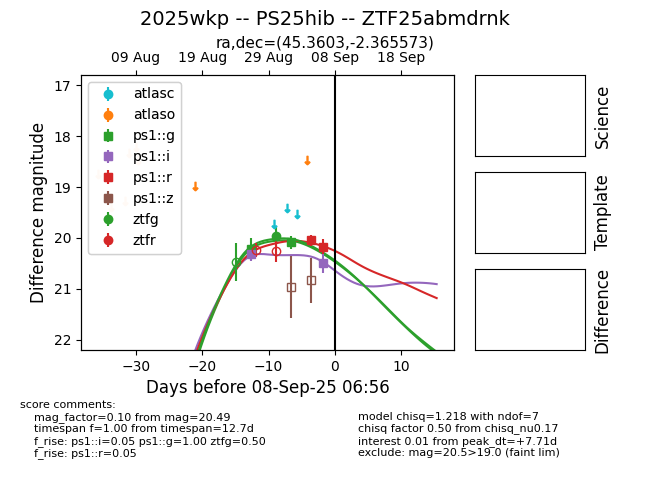 2025wkp -- PS25hib -- ZTF25abmdrnk
ra,dec=(45.3603,-2.365573)
09 Aug 19 Aug 29 Aug 08 Sep 18 Sep
17
18
19
20
21
22
Difference magnitude
atlasc
atlaso
ps1::g
ps1::i
ps1::r
ps1::z
ztfg
ztfr
−30 −20 −10 0 10
Days before 08-Sep-25 06:56
Science
Template
Difference
score comments:
mag_factor=0.10 from mag=20.49
timespan f=1.00 from timespan=12.7d
f_rise: ps1::i=0.05 ps1::g=1.00 ztfg=0.50
f_rise: ps1::r=0.05
model chisq=1.218 with ndof=7
chisq factor 0.50 from chisq_nu0.17
interest 0.01 from peak_dt=+7.71d
exclude: mag=20.5>19.0 (faint lim)